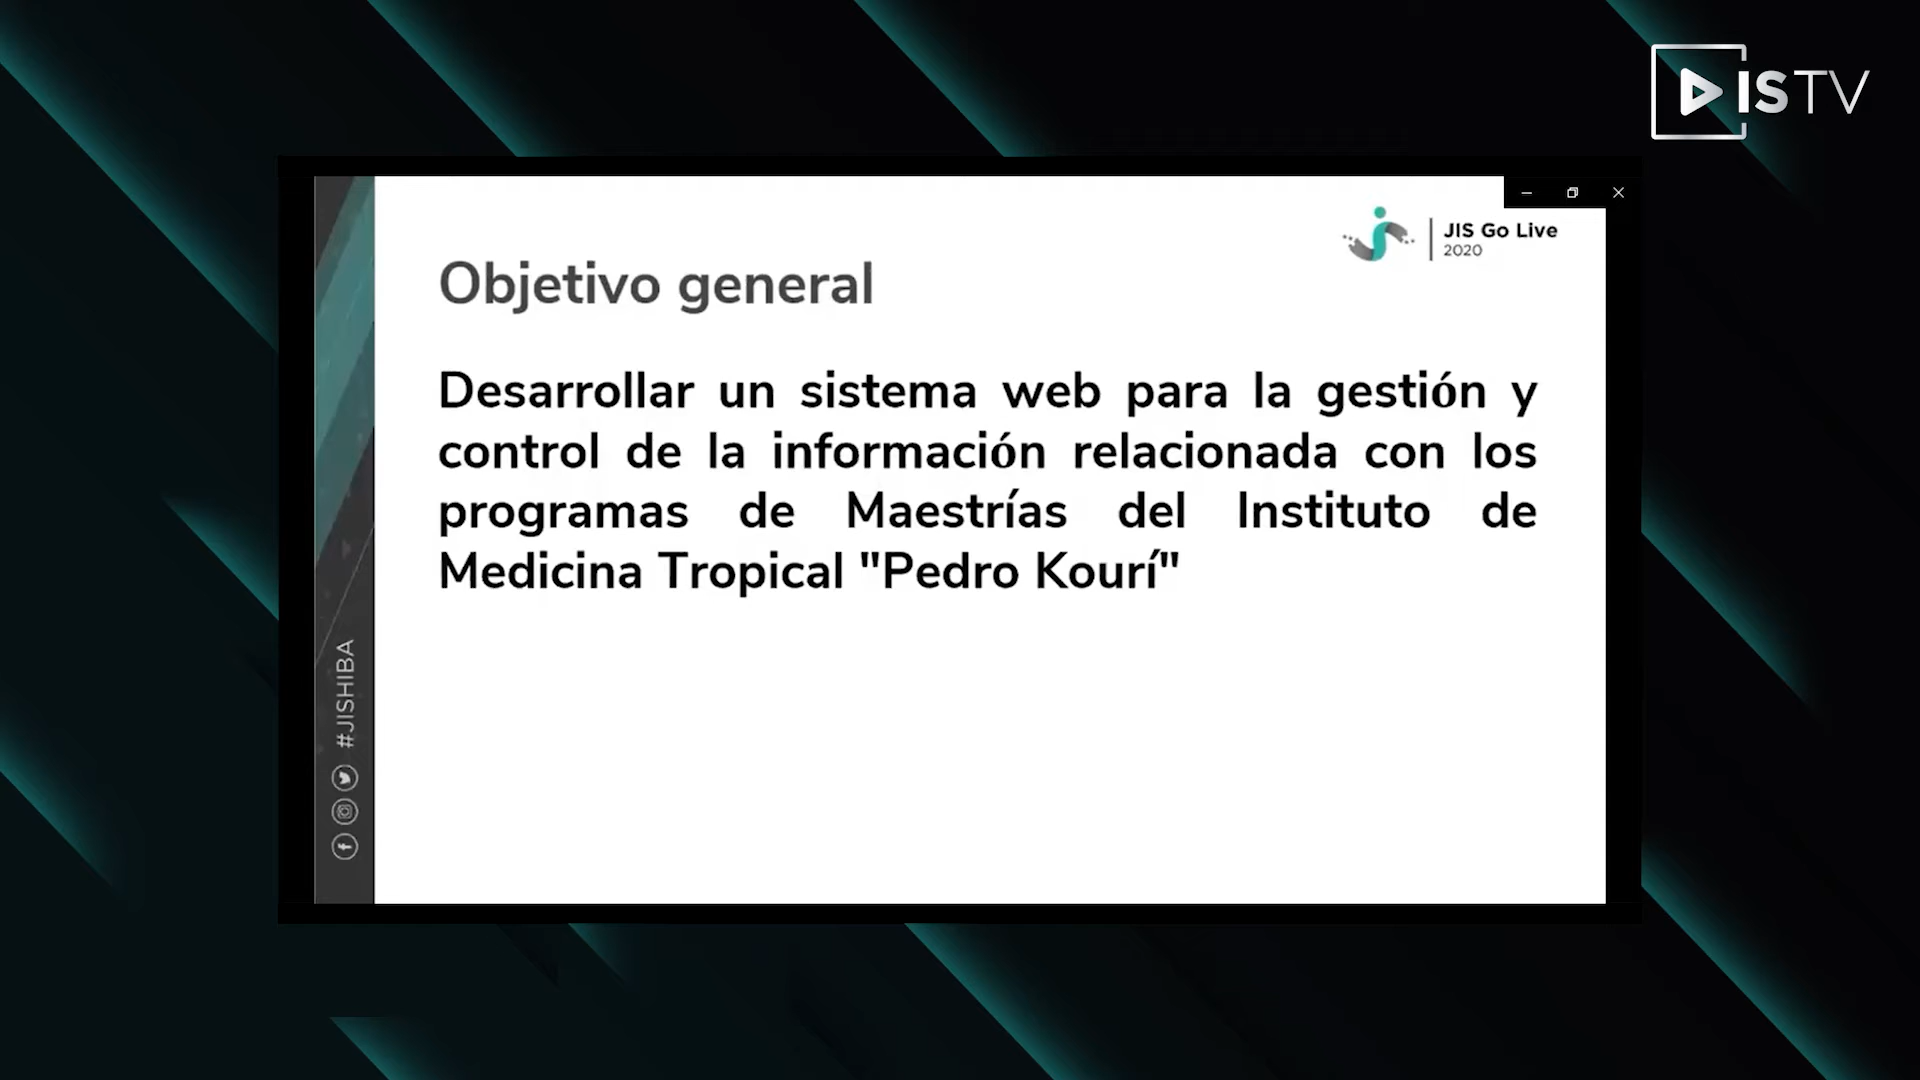 ISTV
JIS Go Live
2020
Objetivo general
Desarrollar un sistema web para la gestión y
control de la información relacionada con los
programas de Maestrías del Instituto de
Medicina Tropical "Pedro Kourí"
#JISHIBA